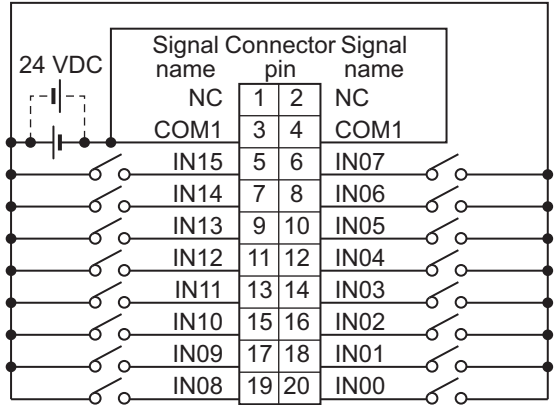 Signal Connector Signal
24 VDC name pin name
NC 1 2 NC
COM1 3 4 COM1
IN15 5 6 IN07
IN14 7 8 IN06
IN13 9 10 IN05
IN12 11 12 IN04
IN11 13 14 IN03
IN10 15 16 IN02
IN09 17 18 IN01
IN08 19 20 IN00